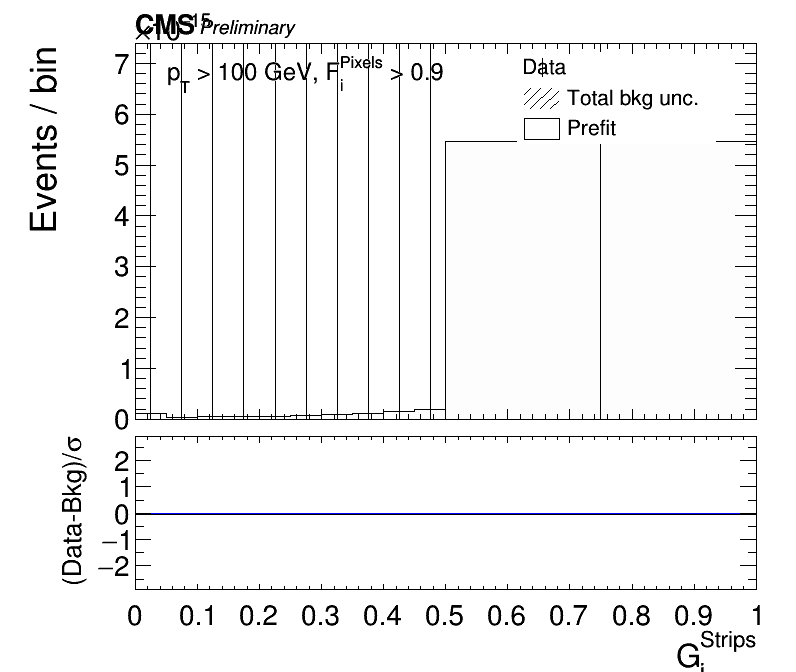 CMS Preliminary
×10^15
p_T > 100 GeV, F_i^Pixels > 0.9
Data
Total bkg unc.
Prefit
Events / bin
7
6
5
4
3
2
1
0
(Data-Bkg)/σ
2
1
0
−1
−2
0 0.1 0.2 0.3 0.4 0.5 0.6 0.7 0.8 0.9 1
G_i^Strips